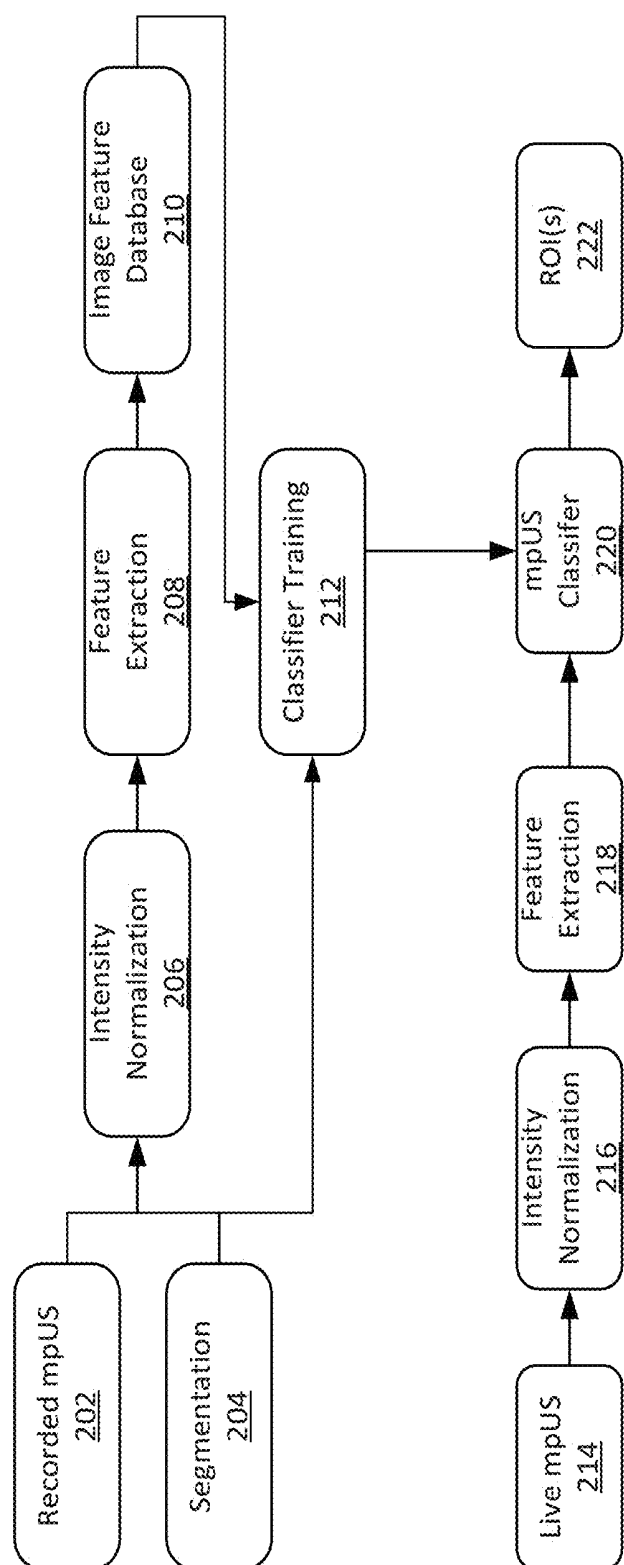 Recorded mpUS
202
Segmentation
204
Intensity
Normalization
206
Feature
Extraction
208
Image Feature
Database
210
Classifier Training
212
Live mpUS
214
Intensity
Normalization
216
Feature
Extraction
218
mpUS
Classifer
220
ROI(s)
222